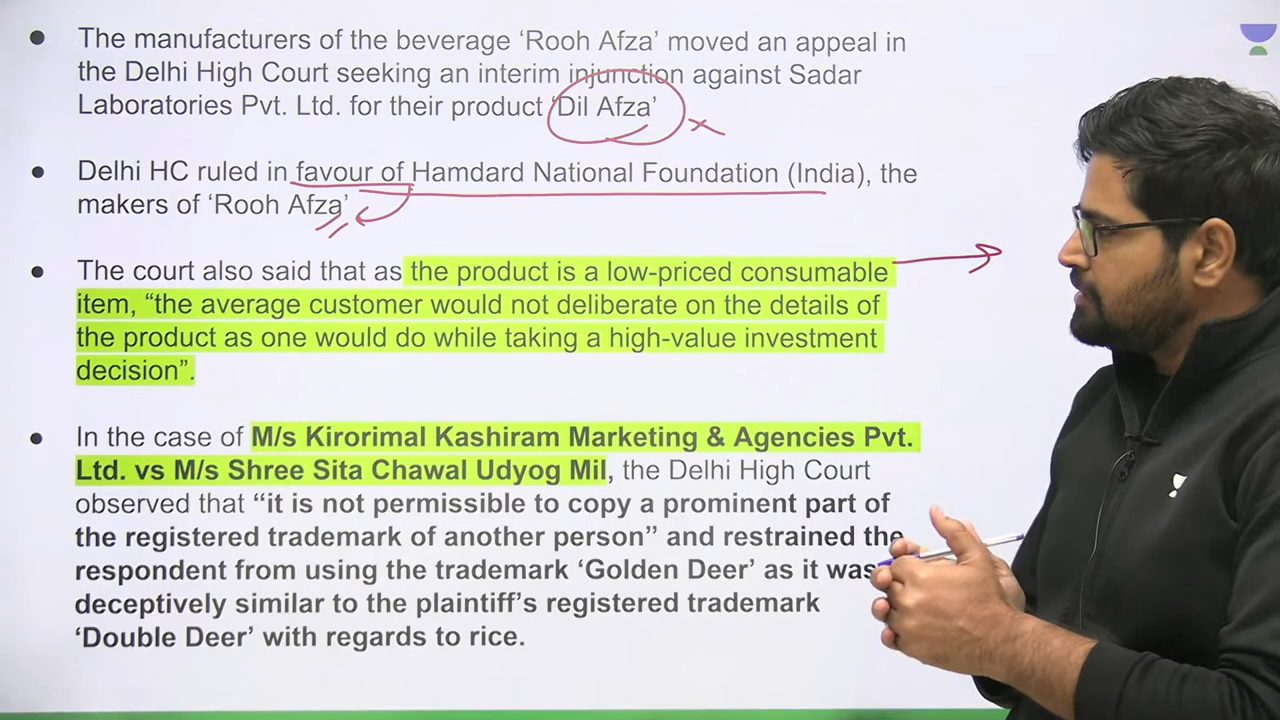 The manufacturers of the beverage ‘Rooh Afza’ moved an appeal in
the Delhi High Court seeking an interim injunction against Sadar
Laboratories Pvt. Ltd. for their product ‘Dil Afza’
Delhi HC ruled in favour of Hamdard National Foundation (India), the
makers of ‘Rooh Afza’
The court also said that as the product is a low-priced consumable
item, “the average customer would not deliberate on the details of
the product as one would do while taking a high-value investment
decision”.
In the case of M/s Kirorimal Kashiram Marketing & Agencies Pvt.
Ltd. vs M/s Shree Sita Chawal Udyog Mil, the Delhi High Court
observed that “it is not permissible to copy a prominent part of
the registered trademark of another person” and restrained the
respondent from using the trademark ‘Golden Deer’ as it was
deceptively similar to the plaintiff’s registered trademark
‘Double Deer’ with regards to rice.